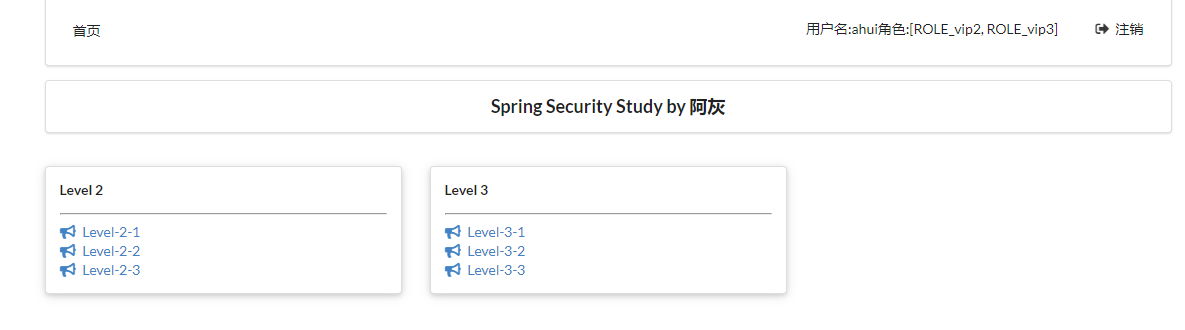 首页
用户名:ahui角色:[ROLE_vip2, ROLE_vip3]
注销
Spring Security Study by 阿灰
Level 2
Level-2-1
Level-2-2
Level-2-3
Level 3
Level-3-1
Level-3-2
Level-3-3